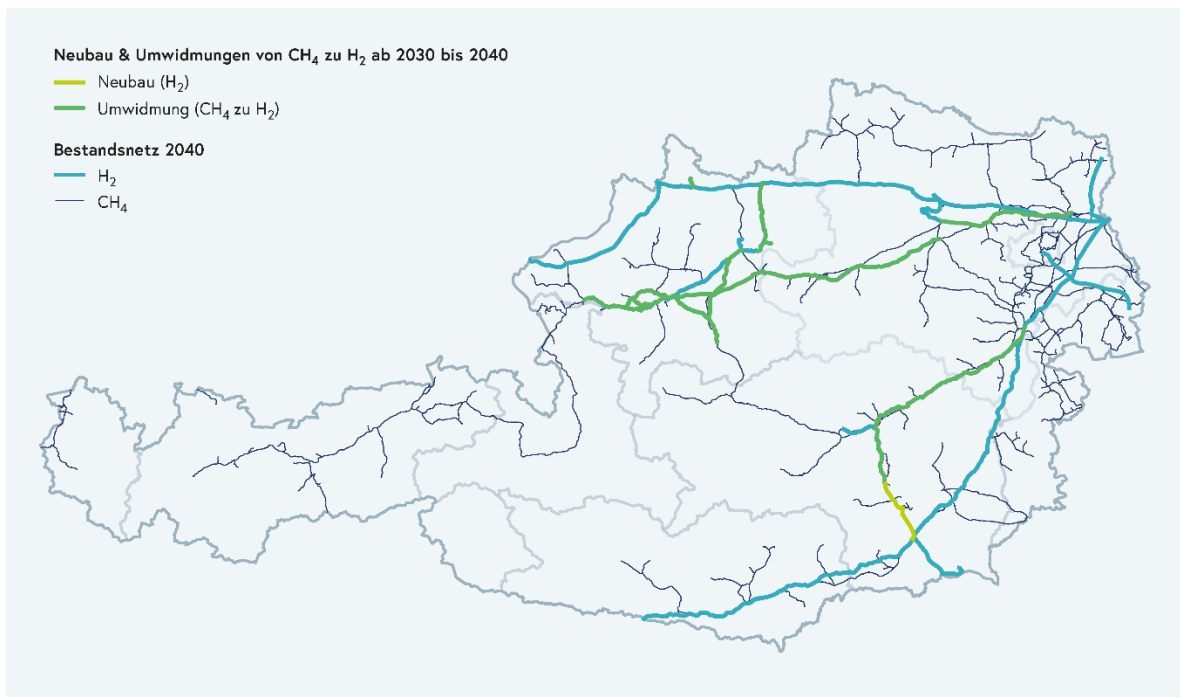 Neubau & Umwidmungen von CH₄ zu H₂ ab 2030 bis 2040
Neubau (H₂)
Umwidmung (CH₄ zu H₂)
Bestandsnetz 2040
H₂
CH₄